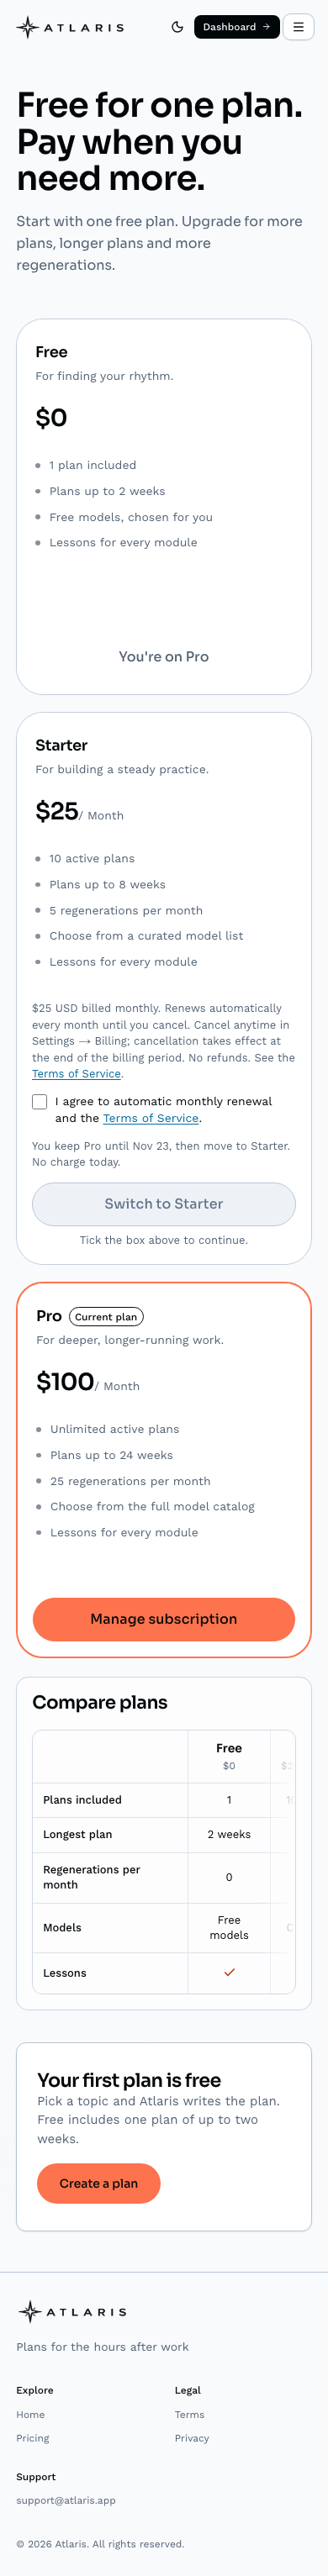 ATLARIS
Dashboard →
Free for one plan.
Pay when you
need more.
Start with one free plan. Upgrade for more
plans, longer plans and more
regenerations.
Free
For finding your rhythm.
$0
1 plan included
Plans up to 2 weeks
Free models, chosen for you
Lessons for every module
You're on Pro
Starter
For building a steady practice.
$25 / Month
10 active plans
Plans up to 8 weeks
5 regenerations per month
Choose from a curated model list
Lessons for every module
$25 USD billed monthly. Renews automatically
every month until you cancel. Cancel anytime in
Settings → Billing; cancellation takes effect at
the end of the billing period. No refunds. See the
Terms of Service.
I agree to automatic monthly renewal
and the Terms of Service.
You keep Pro until Nov 23, then move to Starter.
No charge today.
Switch to Starter
Tick the box above to continue.
Pro Current plan
For deeper, longer-running work.
$100 / Month
Unlimited active plans
Plans up to 24 weeks
25 regenerations per month
Choose from the full model catalog
Lessons for every module
Manage subscription
Compare plans
Free
$0
Plans included 1
Longest plan 2 weeks
Regenerations per
month
0
Models
Free
models
Lessons
Your first plan is free
Pick a topic and Atlaris writes the plan.
Free includes one plan of up to two
weeks.
Create a plan
ATLARIS
Plans for the hours after work
Explore Legal
Home Terms
Pricing Privacy
Support
support@atlaris.app
© 2026 Atlaris. All rights reserved.